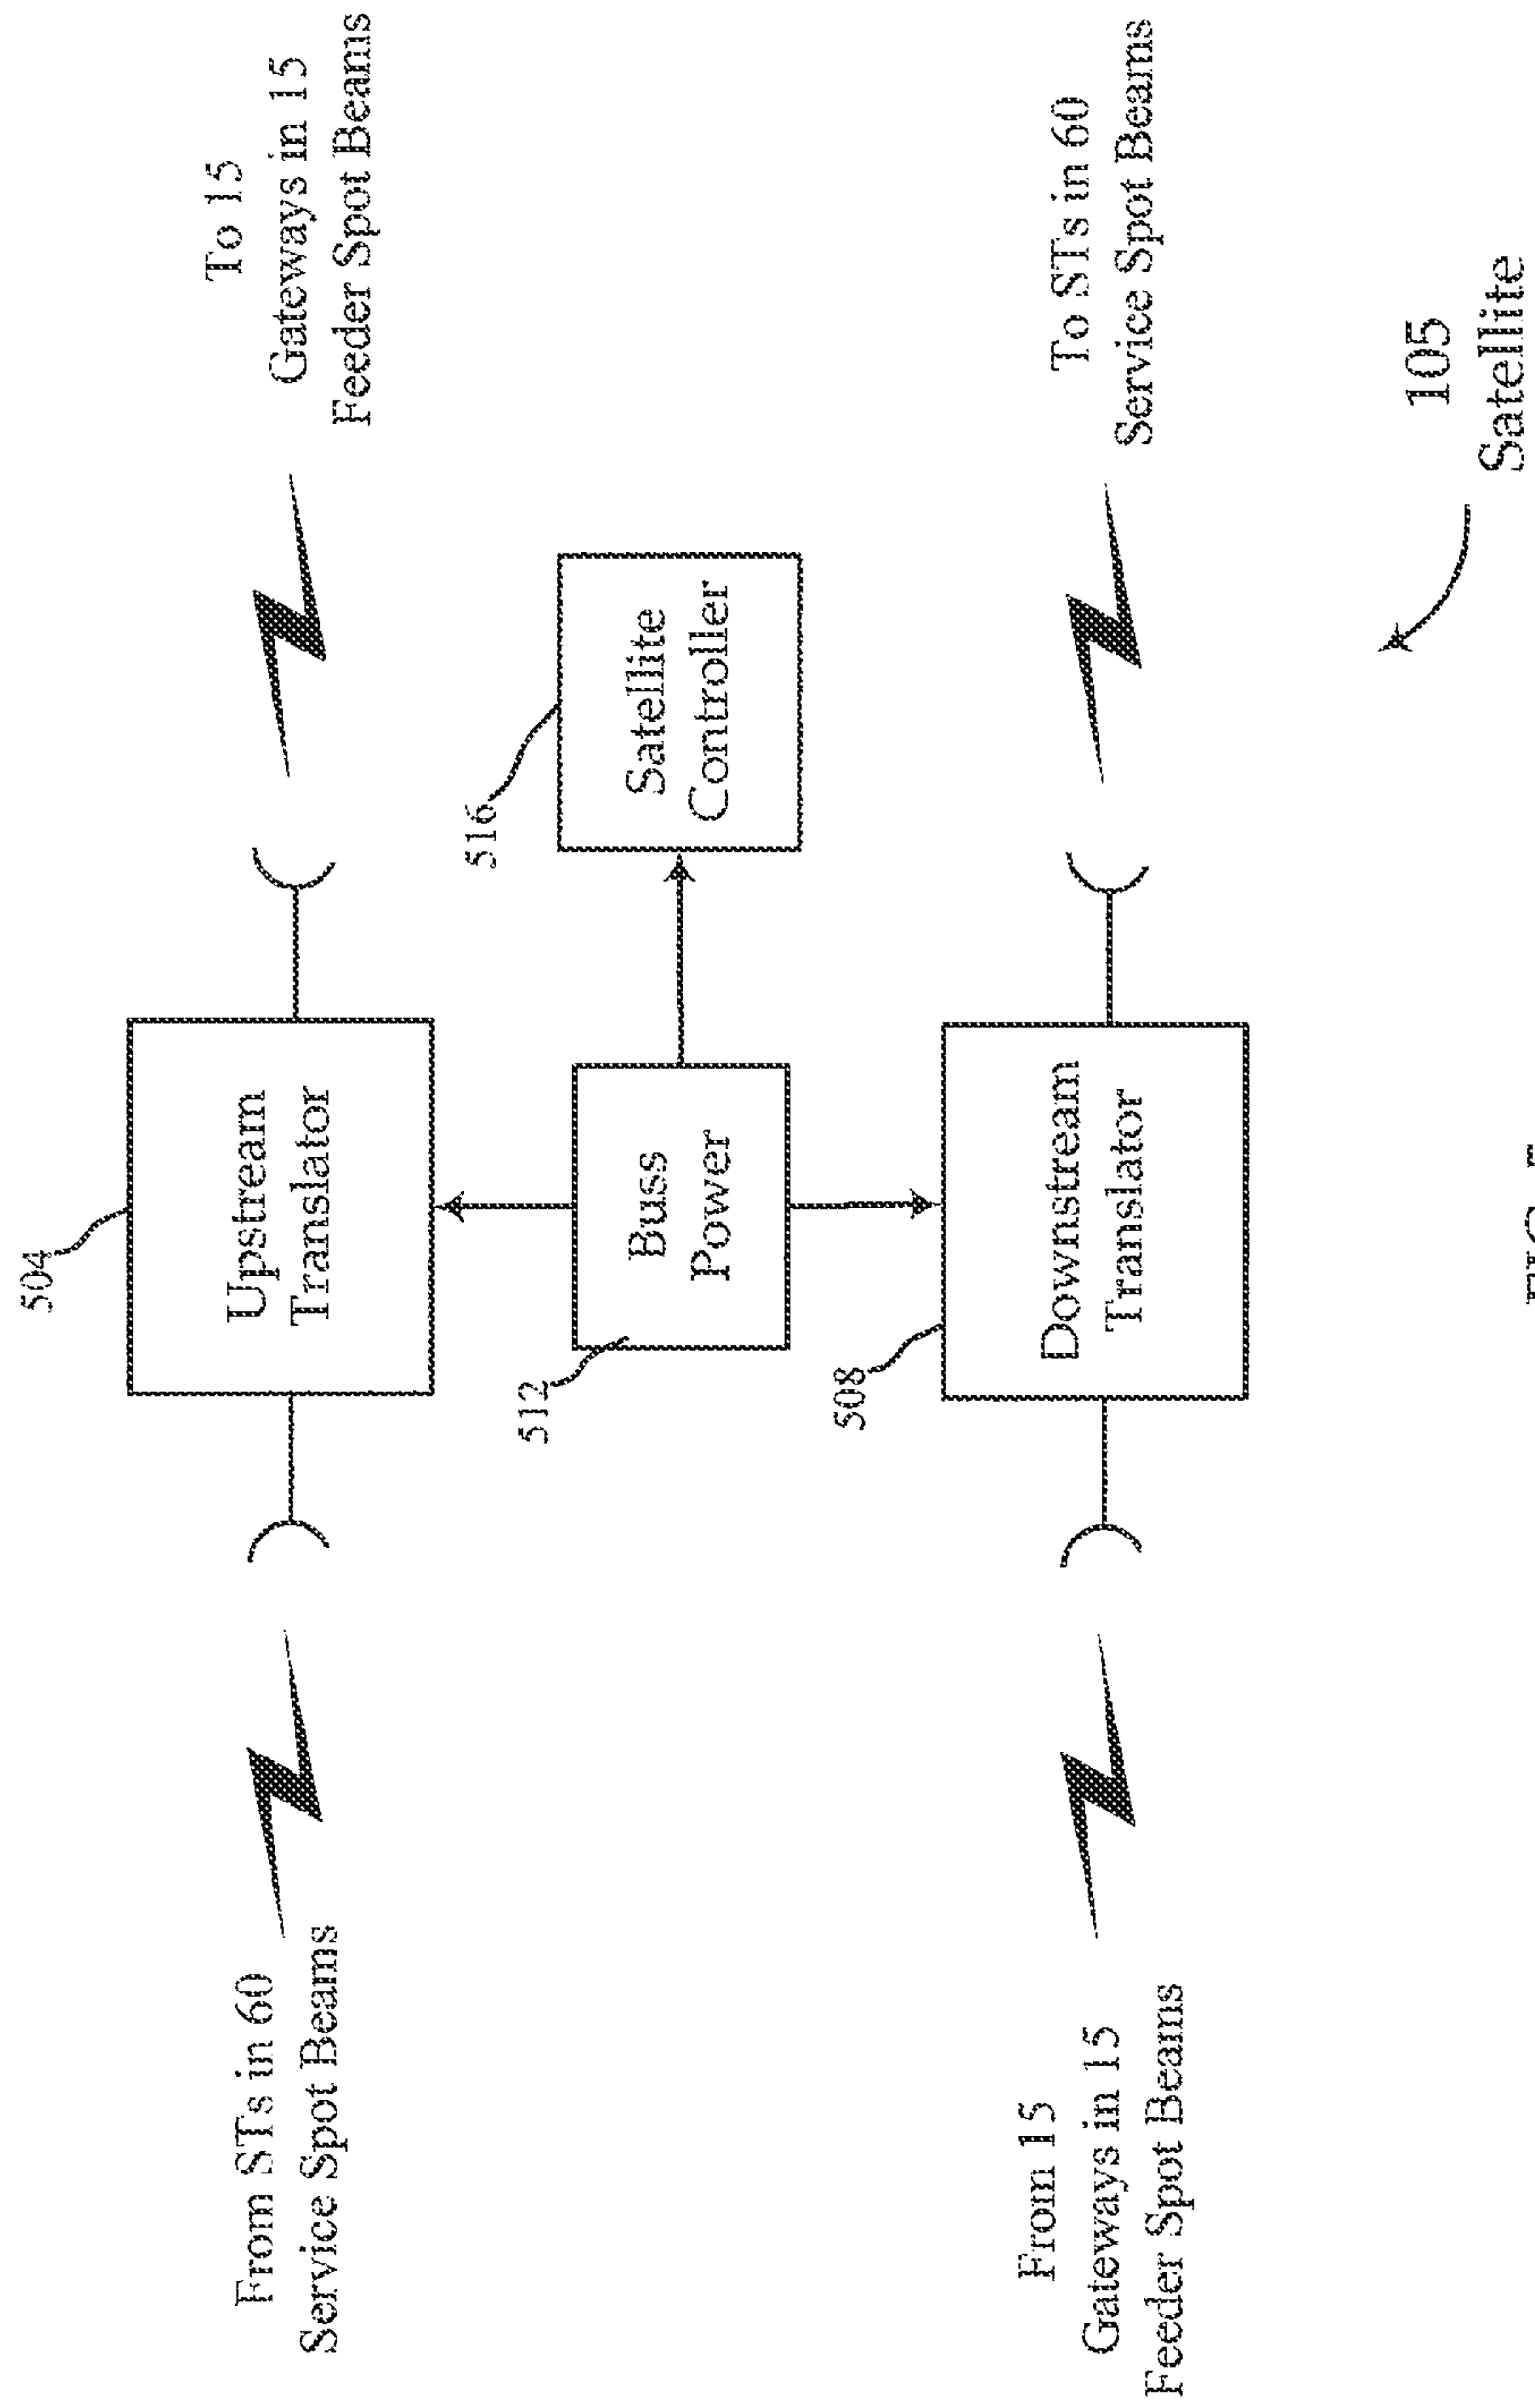 504
From STs in 60
Service Spot Beams
Upstream
Translator
To 15
Gateways in 15
Feeder Spot Beams
516
512
Buss
Power
Satellite
Controller
508
From 15
Gateways in 15
Feeder Spot Beams
Downstream
Translator
To STs in 60
Service Spot Beams
105
Satellite